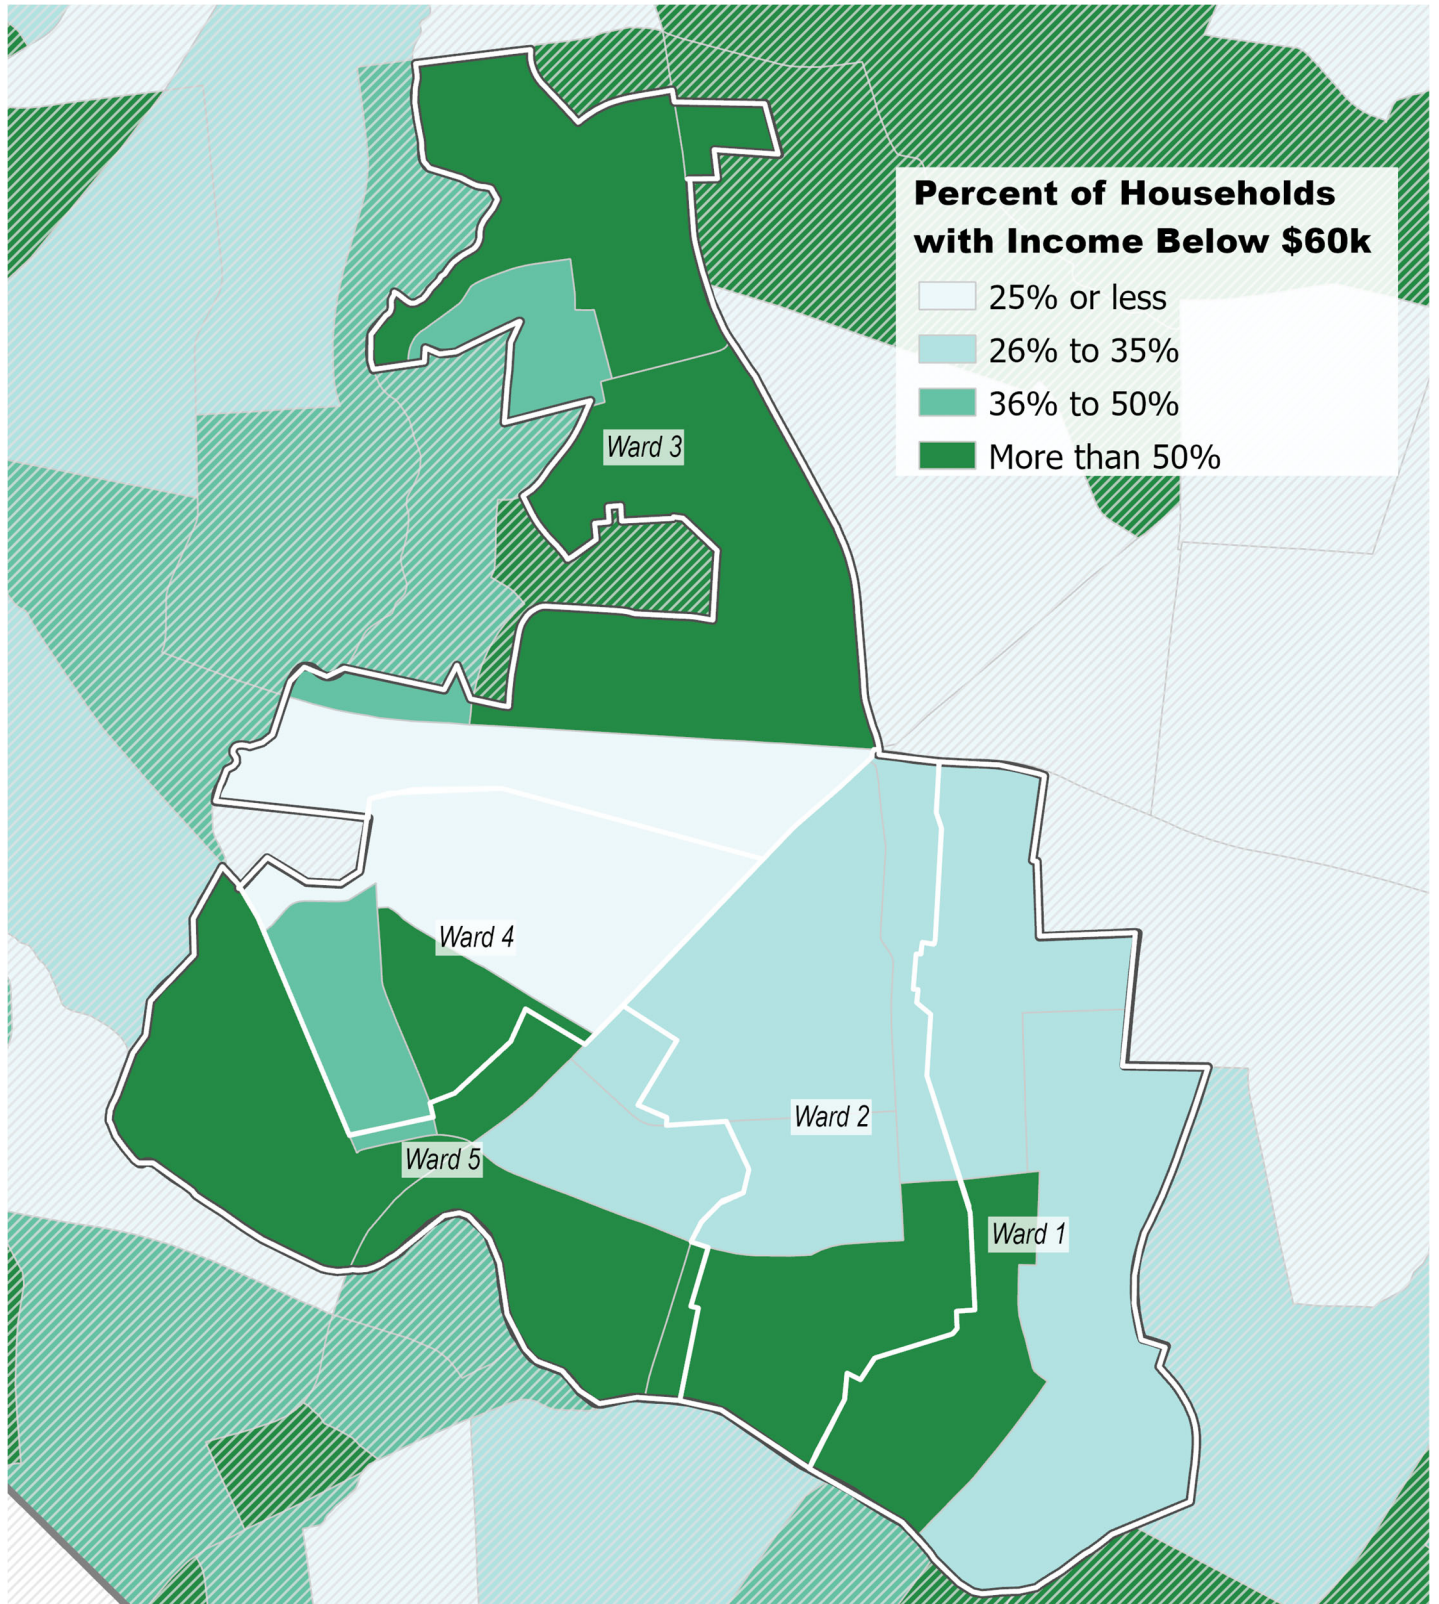 Percent of Households
with Income Below $60k
25% or less
26% to 35%
36% to 50%
More than 50%
Ward 3
Ward 4
Ward 2
Ward 5
Ward 1